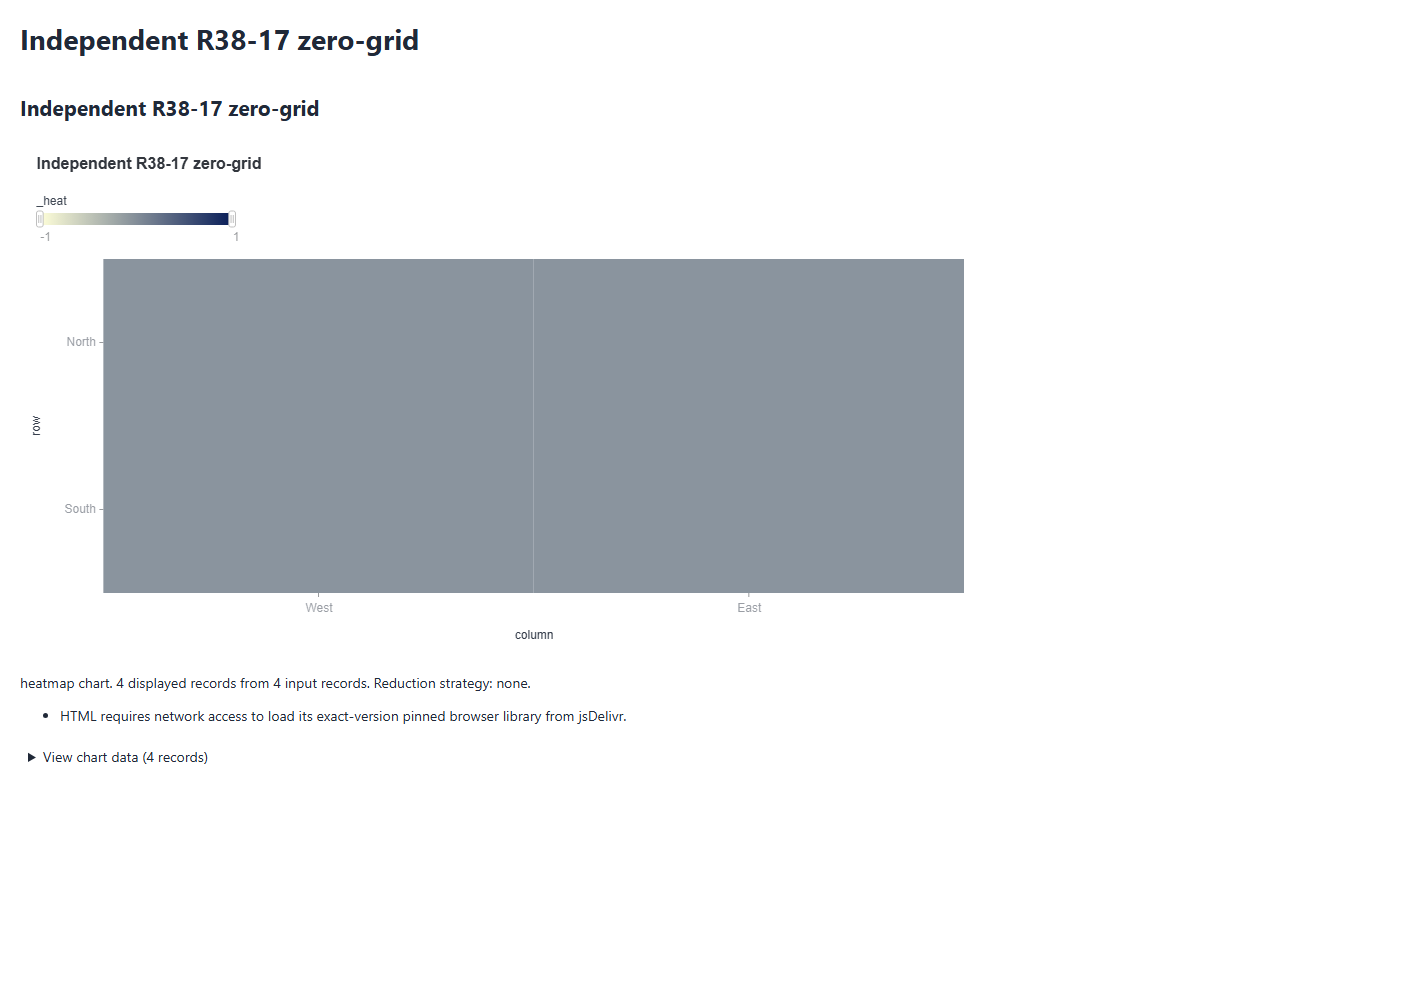 Independent R38-17 zero-grid
Independent R38-17 zero-grid
Independent R38-17 zero-grid
_heat
-1 1
North
row
South
West East
column
heatmap chart. 4 displayed records from 4 input records. Reduction strategy: none.
HTML requires network access to load its exact-version pinned browser library from jsDelivr.
View chart data (4 records)